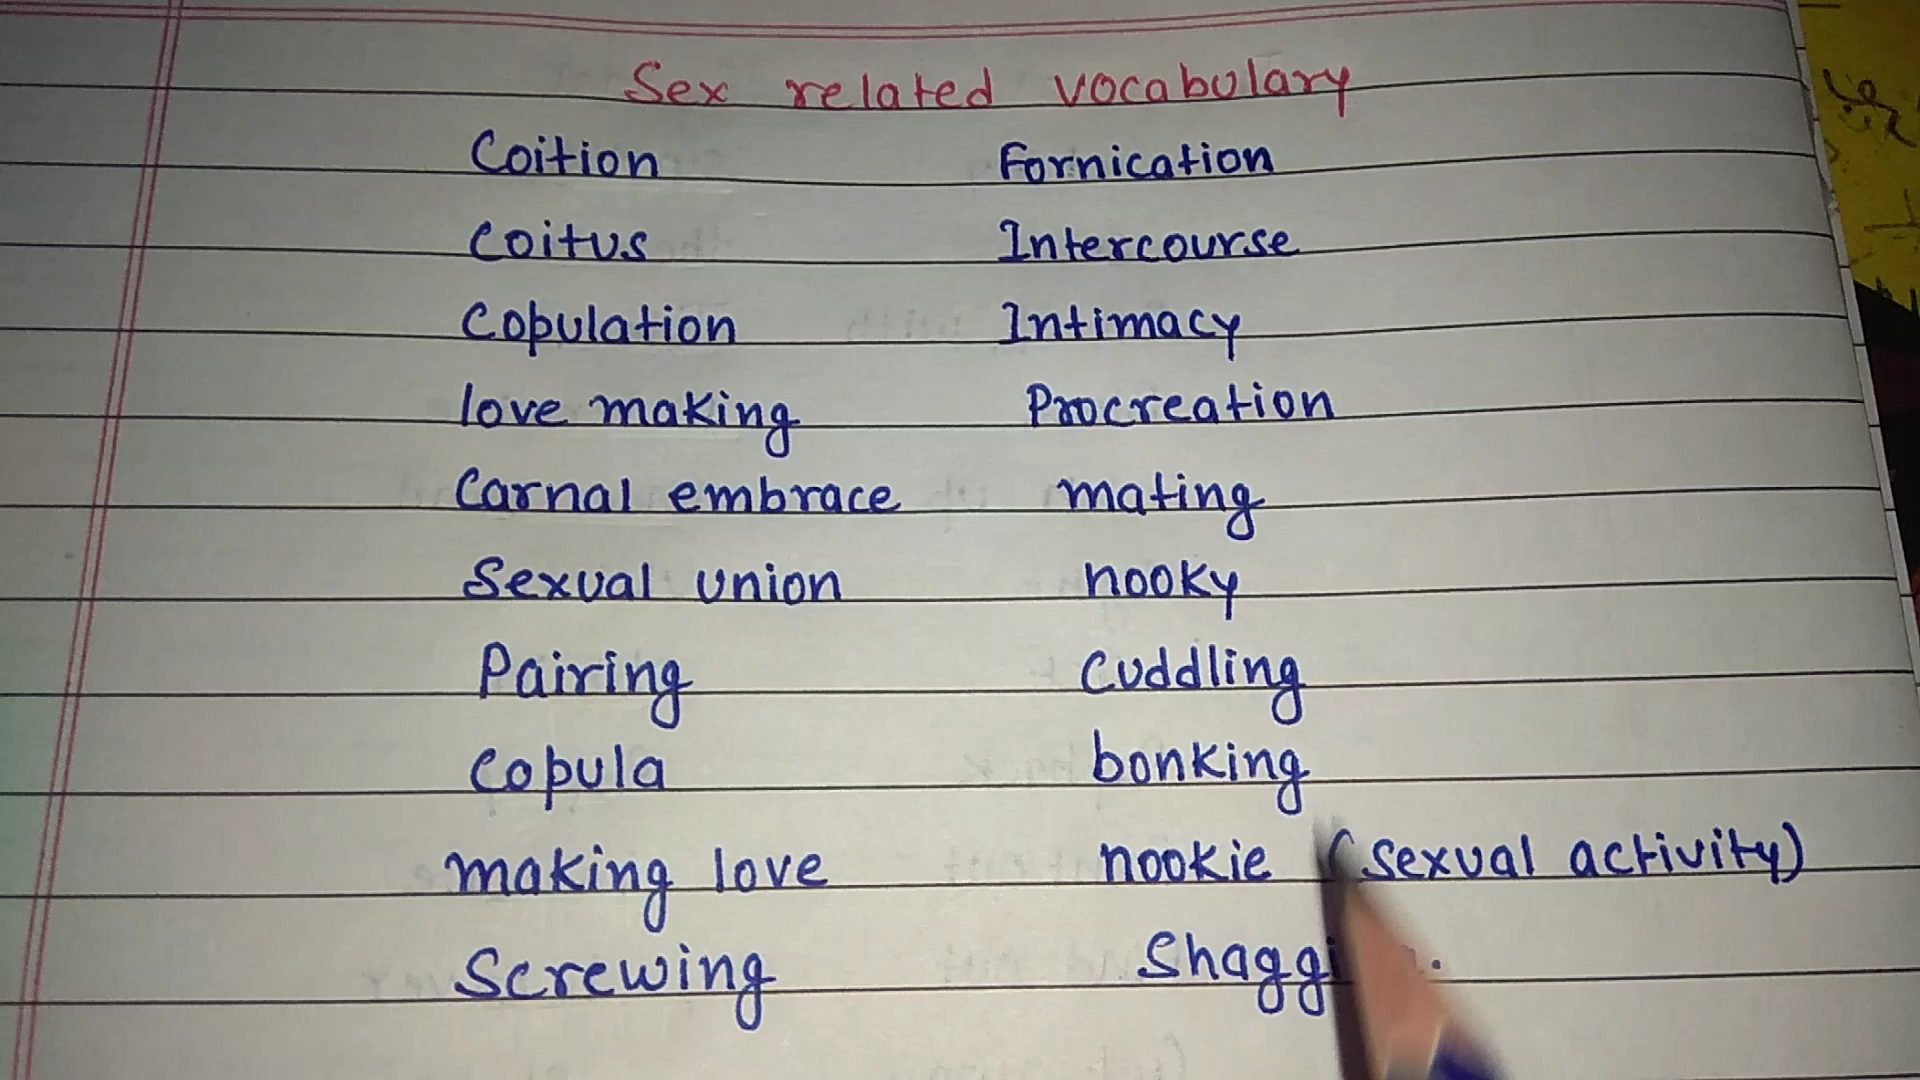 Sex related vocabulary
Coition Fornication
Coitus Intercourse
Copulation Intimacy
love making Procreation
Carnal embrace mating
Sexual union nooky
Pairing Cuddling
Copula bonking
making love nookie (sexual activity)
Screwing